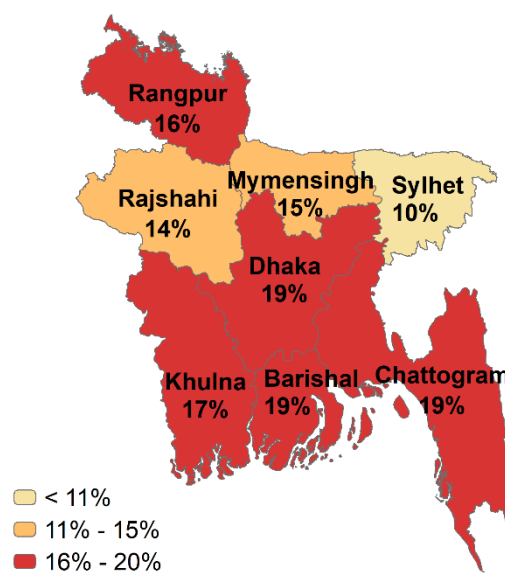 Rangpur
16%
Mymensingh
15%
Sylhet
10%
Rajshahi
14%
Dhaka
19%
Khulna
17%
Barishal
19%
Chattogram
19%
< 11%
11% - 15%
16% - 20%